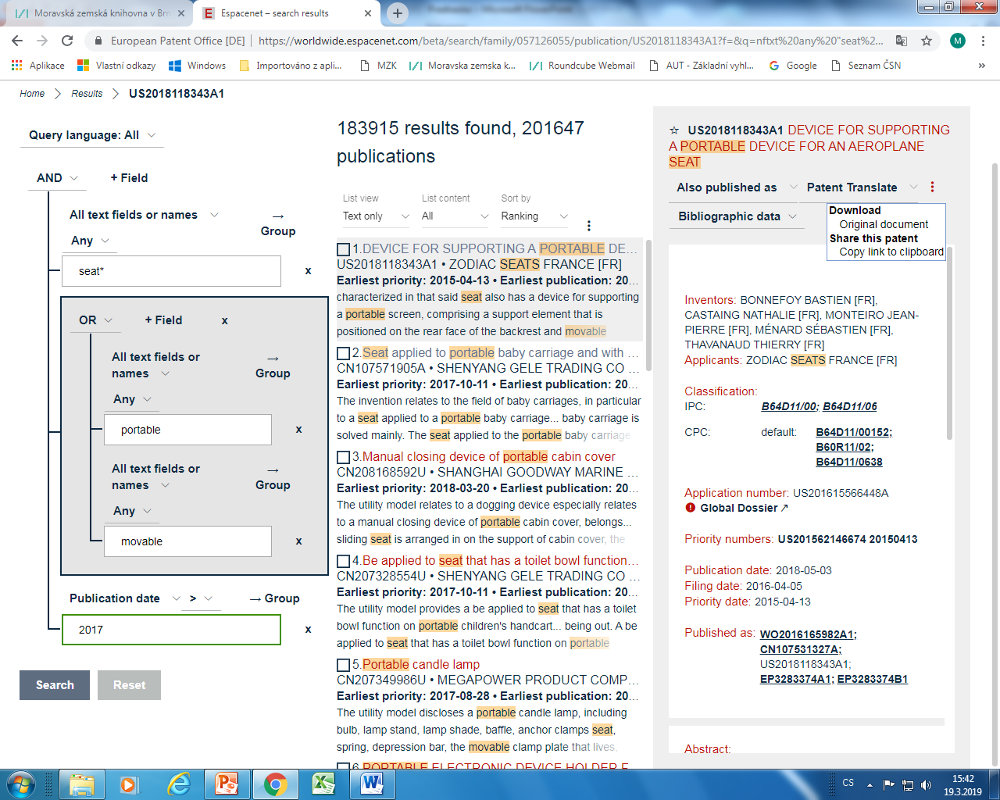 Moravská zemská knihovna v Brn
Espacenet – search results
European Patent Office [DE]
https://worldwide.espacenet.com/beta/search/family/057126055/publication/US2018118343A1?f=&q=nftxt%20any%20"seat%2...
M
Aplikace
Vlastní odkazy
Windows
Importováno z apli...
MZK
Moravska zemska k...
Roundcube Webmail
AUT - Základní vyhl...
Google
Seznam ČSN
»
Home
Results
US2018118343A1
Query language: All
AND
+ Field
All text fields or names
→ Group
Any
seat*
x
OR
+ Field
x
All text fields or names
→ Group
Any
portable
x
All text fields or names
→ Group
Any
movable
x
Publication date
>
→ Group
2017
x
Search
Reset
183915 results found, 201647
publications
List view
Text only
List content
All
Sort by
Ranking
1.DEVICE FOR SUPPORTING A PORTABLE DE...
US2018118343A1 • ZODIAC SEATS FRANCE [FR]
Earliest priority: 2015-04-13 • Earliest publication: 20...
characterized in that said seat also has a device for supporting
a portable screen, comprising a support element that is
positioned on the rear face of the backrest and movable
2.Seat applied to portable baby carriage and with ...
CN107571905A • SHENYANG GELE TRADING CO ...
Earliest priority: 2017-10-11 • Earliest publication: 20...
The invention relates to the field of baby carriages, in particular
to a seat applied to a portable baby carriage... baby carriage is
solved mainly. The seat applied to the portable baby carriage
3.Manual closing device of portable cabin cover
CN208168592U • SHANGHAI GOODWAY MARINE ...
Earliest priority: 2018-03-20 • Earliest publication: 20...
The utility model relates to a dogging device especially relates
to a manual closing device of portable cabin cover, belongs...
sliding seat is arranged in on the support of cabin cover, the
4.Be applied to seat that has a toilet bowl function...
CN207328554U • SHENYANG GELE TRADING CO ...
Earliest priority: 2017-10-11 • Earliest publication: 20...
The utility model provides a be applied to seat that has a toilet
bowl function on portable children's handcart... being out. A be
applied to seat that has a toilet bowl function on portable
5.Portable candle lamp
CN207349986U • MEGAPOWER PRODUCT COMP...
Earliest priority: 2017-08-28 • Earliest publication: 20...
The utility model discloses a portable candle lamp, including
bulb, lamp stand, lamp shade, baffle, anchor clamps seat,
spring, depression bar, the movable clamp plate that lives,
6.PORTABLE ELECTRONIC DEVICE HOLDER F
US2018118343A1 DEVICE FOR SUPPORTING
A PORTABLE DEVICE FOR AN AEROPLANE
SEAT
Also published as
Patent Translate
Bibliographic data
Download
Original document
Share this patent
Copy link to clipboard
Inventors: BONNEFOY BASTIEN [FR],
CASTAING NATHALIE [FR], MONTEIRO JEAN-
PIERRE [FR], MÉNARD SÉBASTIEN [FR],
THAVANAUD THIERRY [FR]
Applicants: ZODIAC SEATS FRANCE [FR]
Classification:
IPC: B64D11/00; B64D11/06
CPC: default: B64D11/00152;
B60R11/02;
B64D11/0638
Application number: US201615566448A
Global Dossier ↗
Priority numbers: US201562146674 20150413
Publication date: 2018-05-03
Filing date: 2016-04-05
Priority date: 2015-04-13
Published as: WO2016165982A1;
CN107531327A;
US2018118343A1;
EP3283374A1; EP3283374B1
Abstract:
CS
15:42
19.3.2019